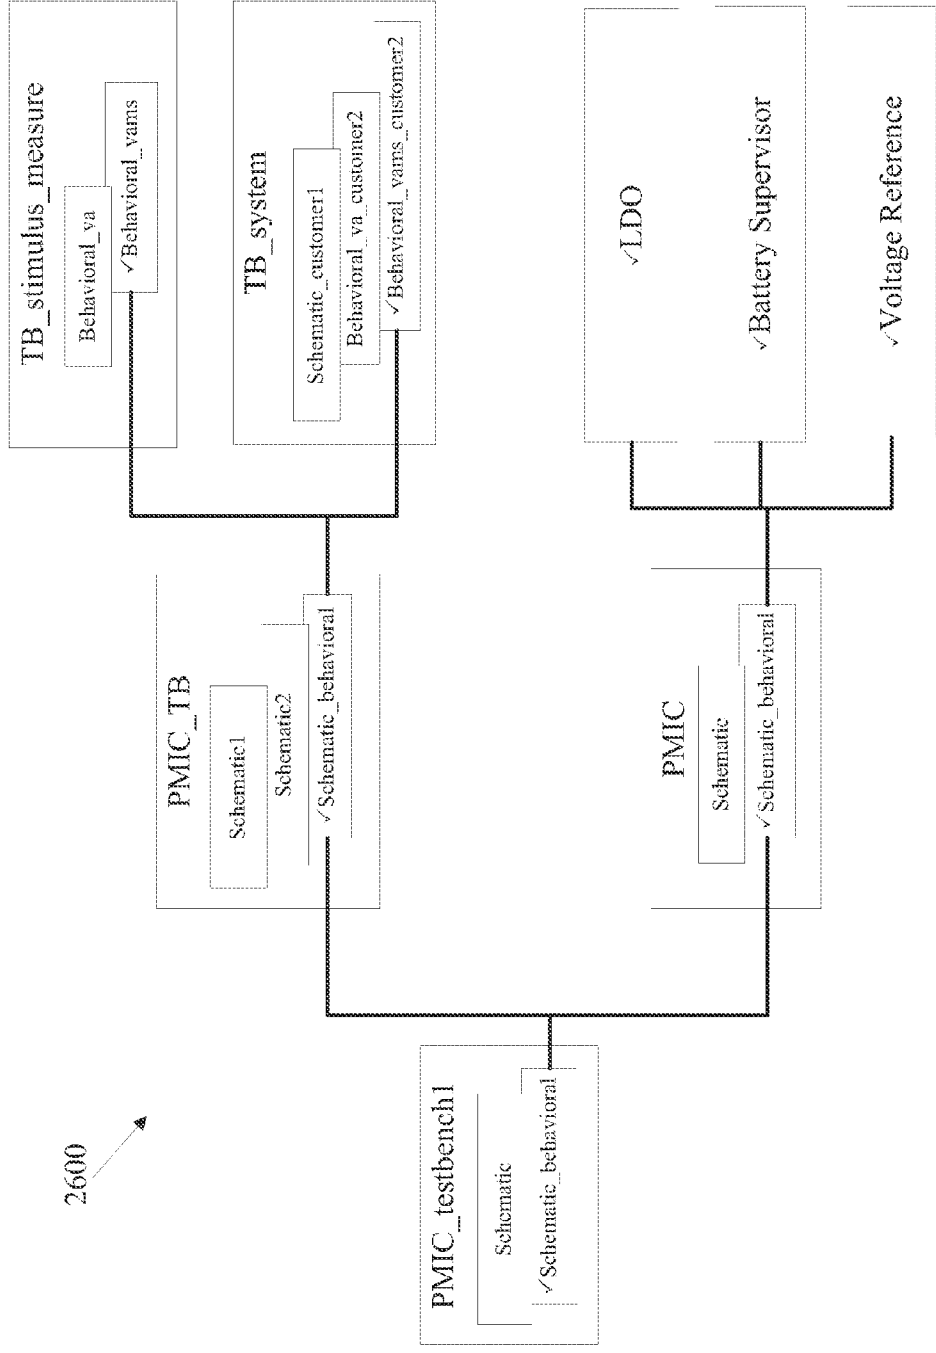 2600
PMIC_testbench1
Schematic
✓Schematic_behavioral
PMIC_TB
Schematic1
Schematic2
✓Schematic_behavioral
PMIC
Schematic
✓Schematic_behavioral
TB_stimulus_measure
Behavioral_va
✓Behavioral_vams
TB_system
Schematic_customer1
Behavioral_va_customer2
✓Behavioral_vams_customer2
✓LDO
✓Battery Supervisor
✓Voltage Reference